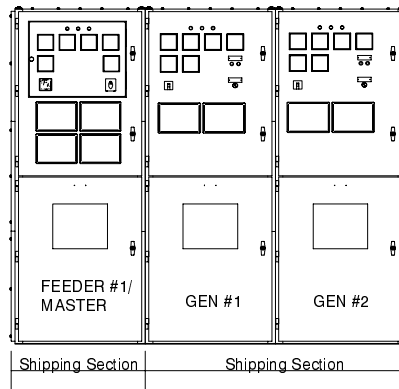 FEEDER #1/
MASTER
GEN #1
GEN #2
Shipping Section
Shipping Section